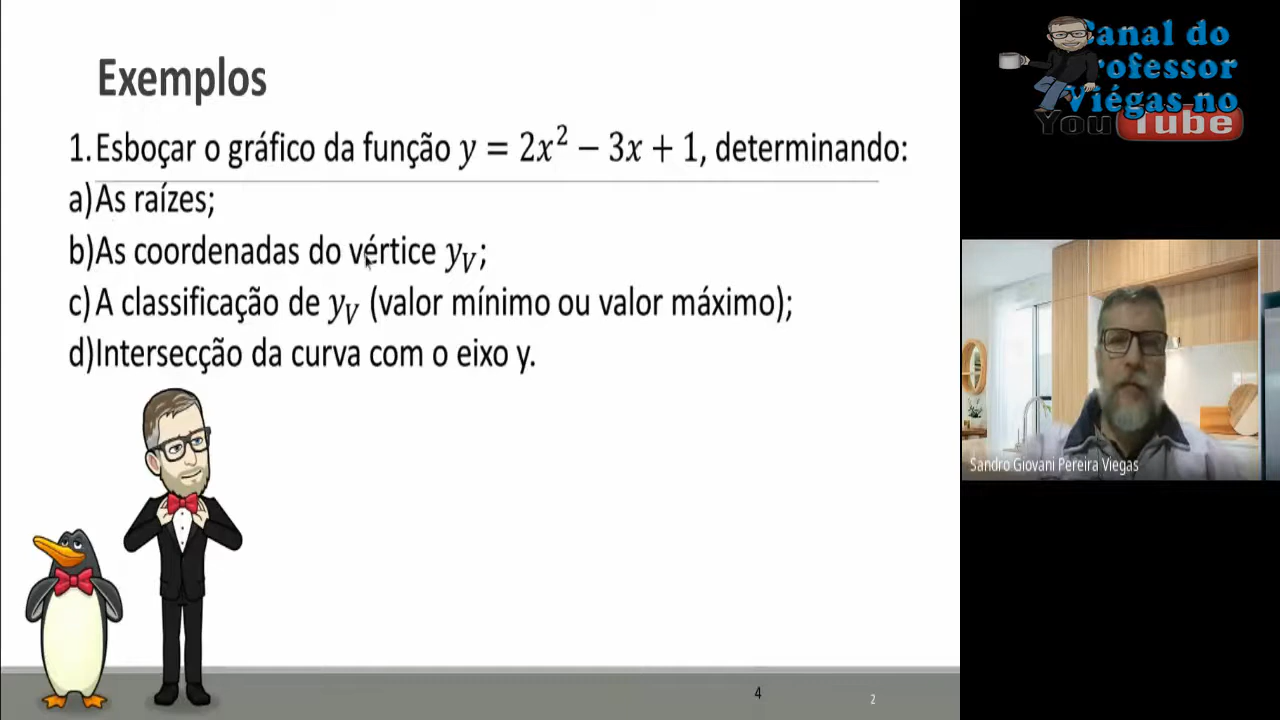 Exemplos
1. Esboçar o gráfico da função y = 2x² − 3x + 1, determinando:
a) As raízes;
b) As coordenadas do vértice y_V;
c) A classificação de y_V (valor mínimo ou valor máximo);
d) Intersecção da curva com o eixo y.
4
2
Canal do
Professor
Viégas no
YouTube
Sandro Giovani Pereira Viegas